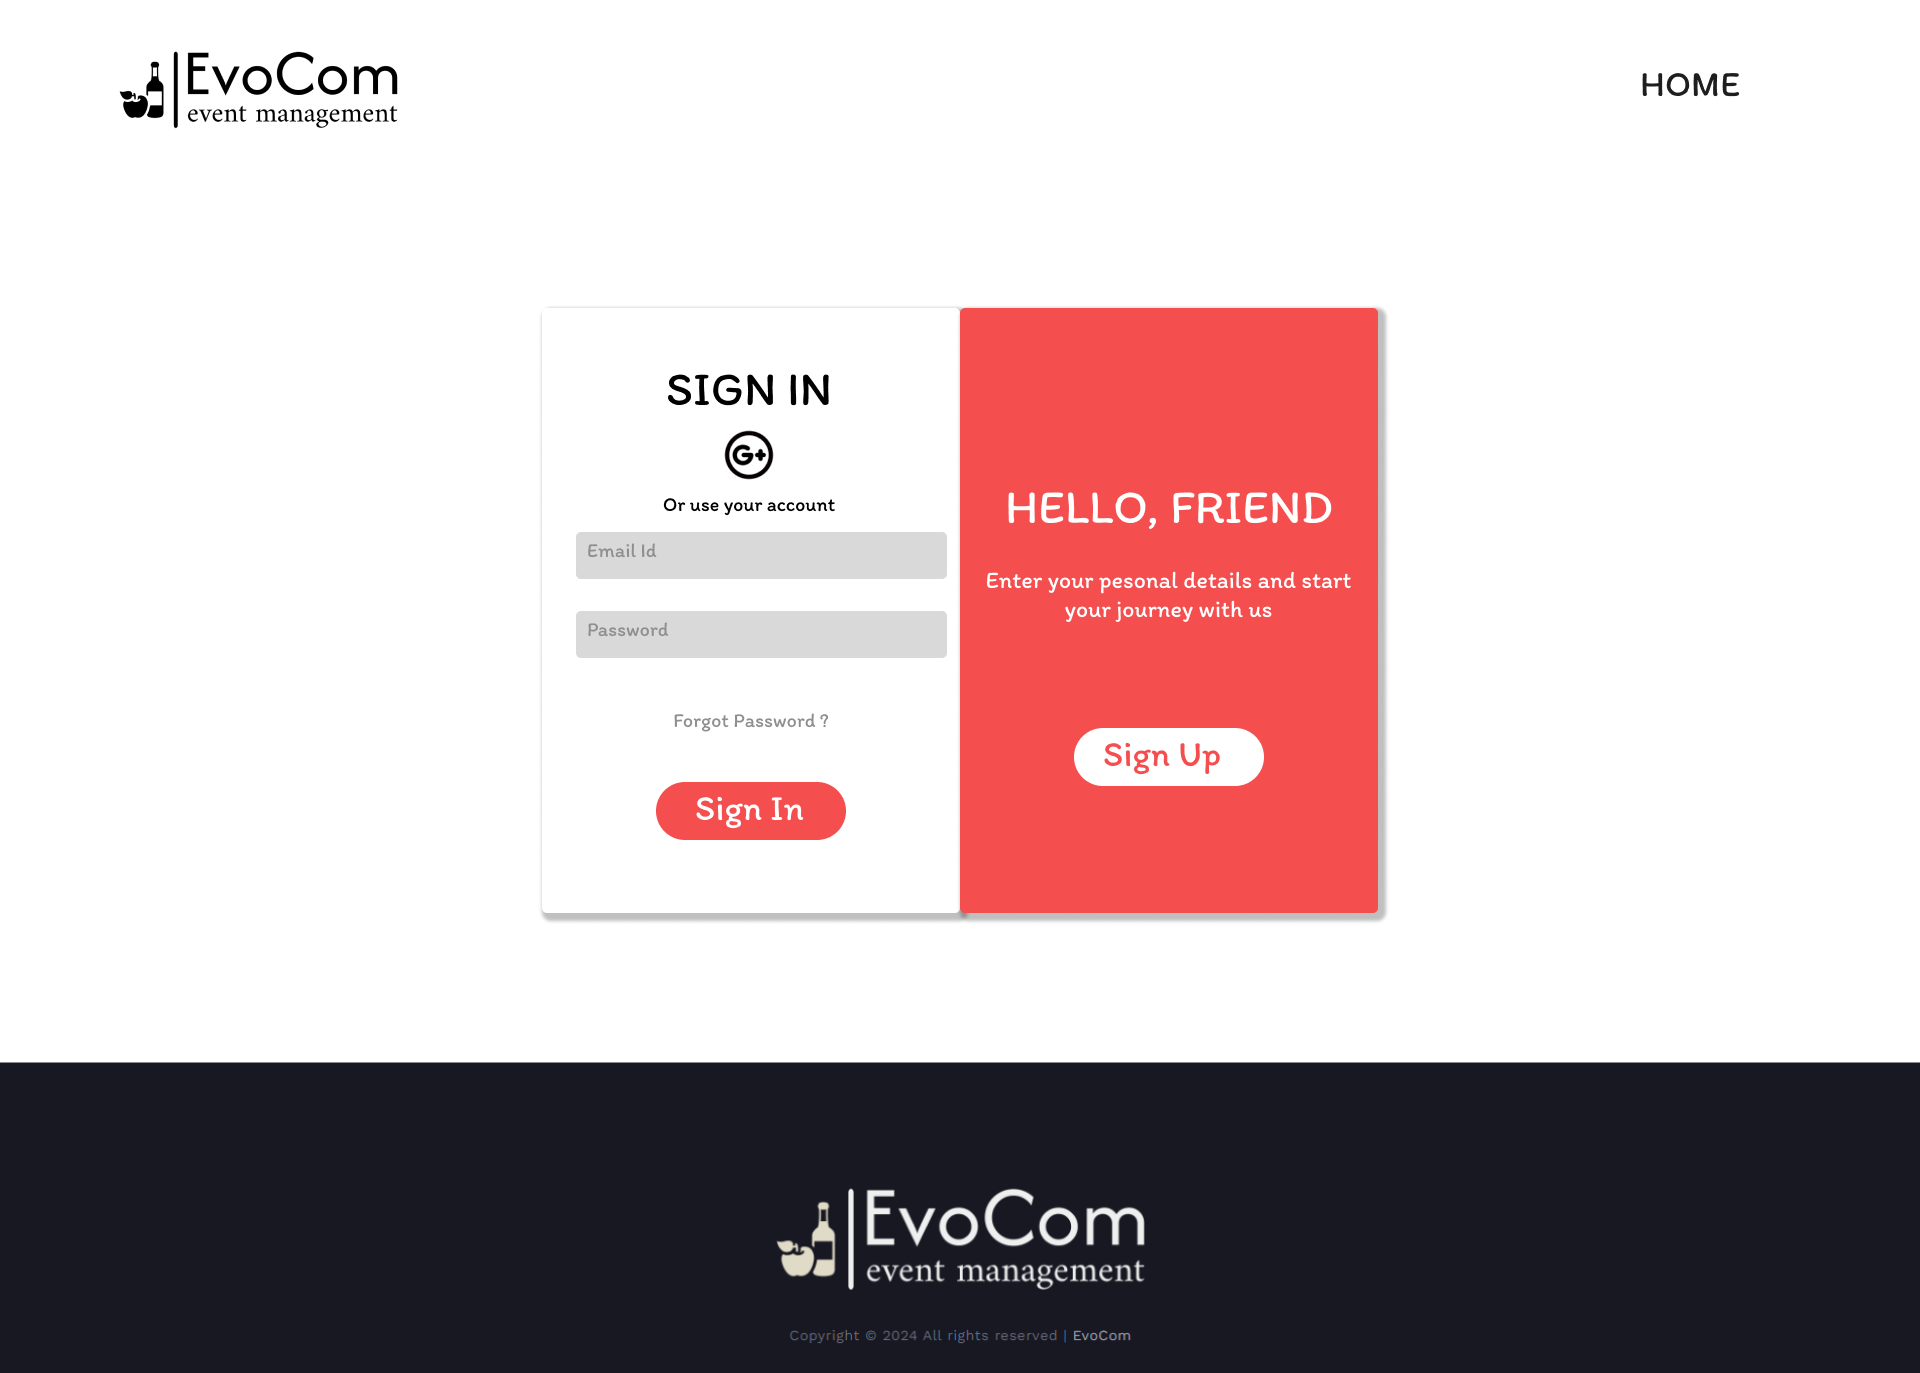 EvoCom
event management
HOME
SIGN IN
G+
Or use your account
Email Id
Password
Forgot Password ?
Sign In
HELLO, FRIEND
Enter your pesonal details and start
your journey with us
Sign Up
EvoCom
event management
Copyright © 2024 All rights reserved | EvoCom